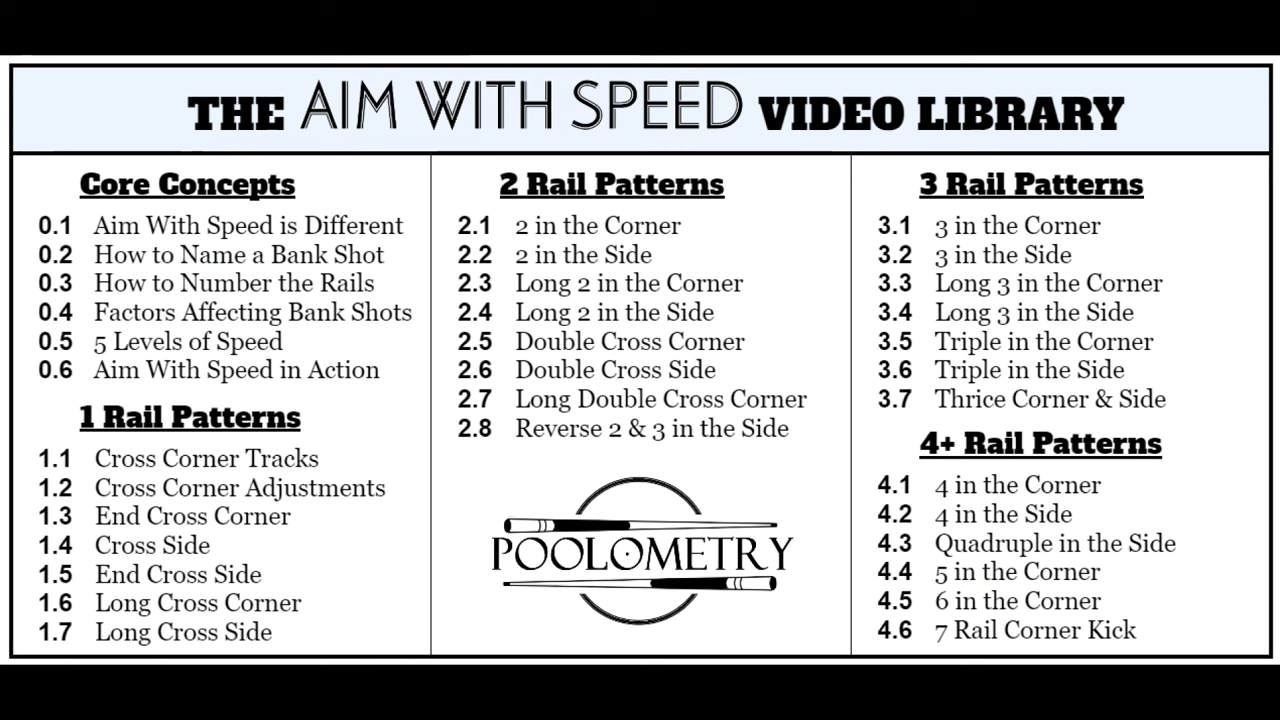 THE AIM WITH SPEED VIDEO LIBRARY
Core Concepts
0.1 Aim With Speed is Different
0.2 How to Name a Bank Shot
0.3 How to Number the Rails
0.4 Factors Affecting Bank Shots
0.5 5 Levels of Speed
0.6 Aim With Speed in Action
1 Rail Patterns
1.1 Cross Corner Tracks
1.2 Cross Corner Adjustments
1.3 End Cross Corner
1.4 Cross Side
1.5 End Cross Side
1.6 Long Cross Corner
1.7 Long Cross Side
2 Rail Patterns
2.1 2 in the Corner
2.2 2 in the Side
2.3 Long 2 in the Corner
2.4 Long 2 in the Side
2.5 Double Cross Corner
2.6 Double Cross Side
2.7 Long Double Cross Corner
2.8 Reverse 2 & 3 in the Side
POOLOMETRY
3 Rail Patterns
3.1 3 in the Corner
3.2 3 in the Side
3.3 Long 3 in the Corner
3.4 Long 3 in the Side
3.5 Triple in the Corner
3.6 Triple in the Side
3.7 Thrice Corner & Side
4+ Rail Patterns
4.1 4 in the Corner
4.2 4 in the Side
4.3 Quadruple in the Side
4.4 5 in the Corner
4.5 6 in the Corner
4.6 7 Rail Corner Kick